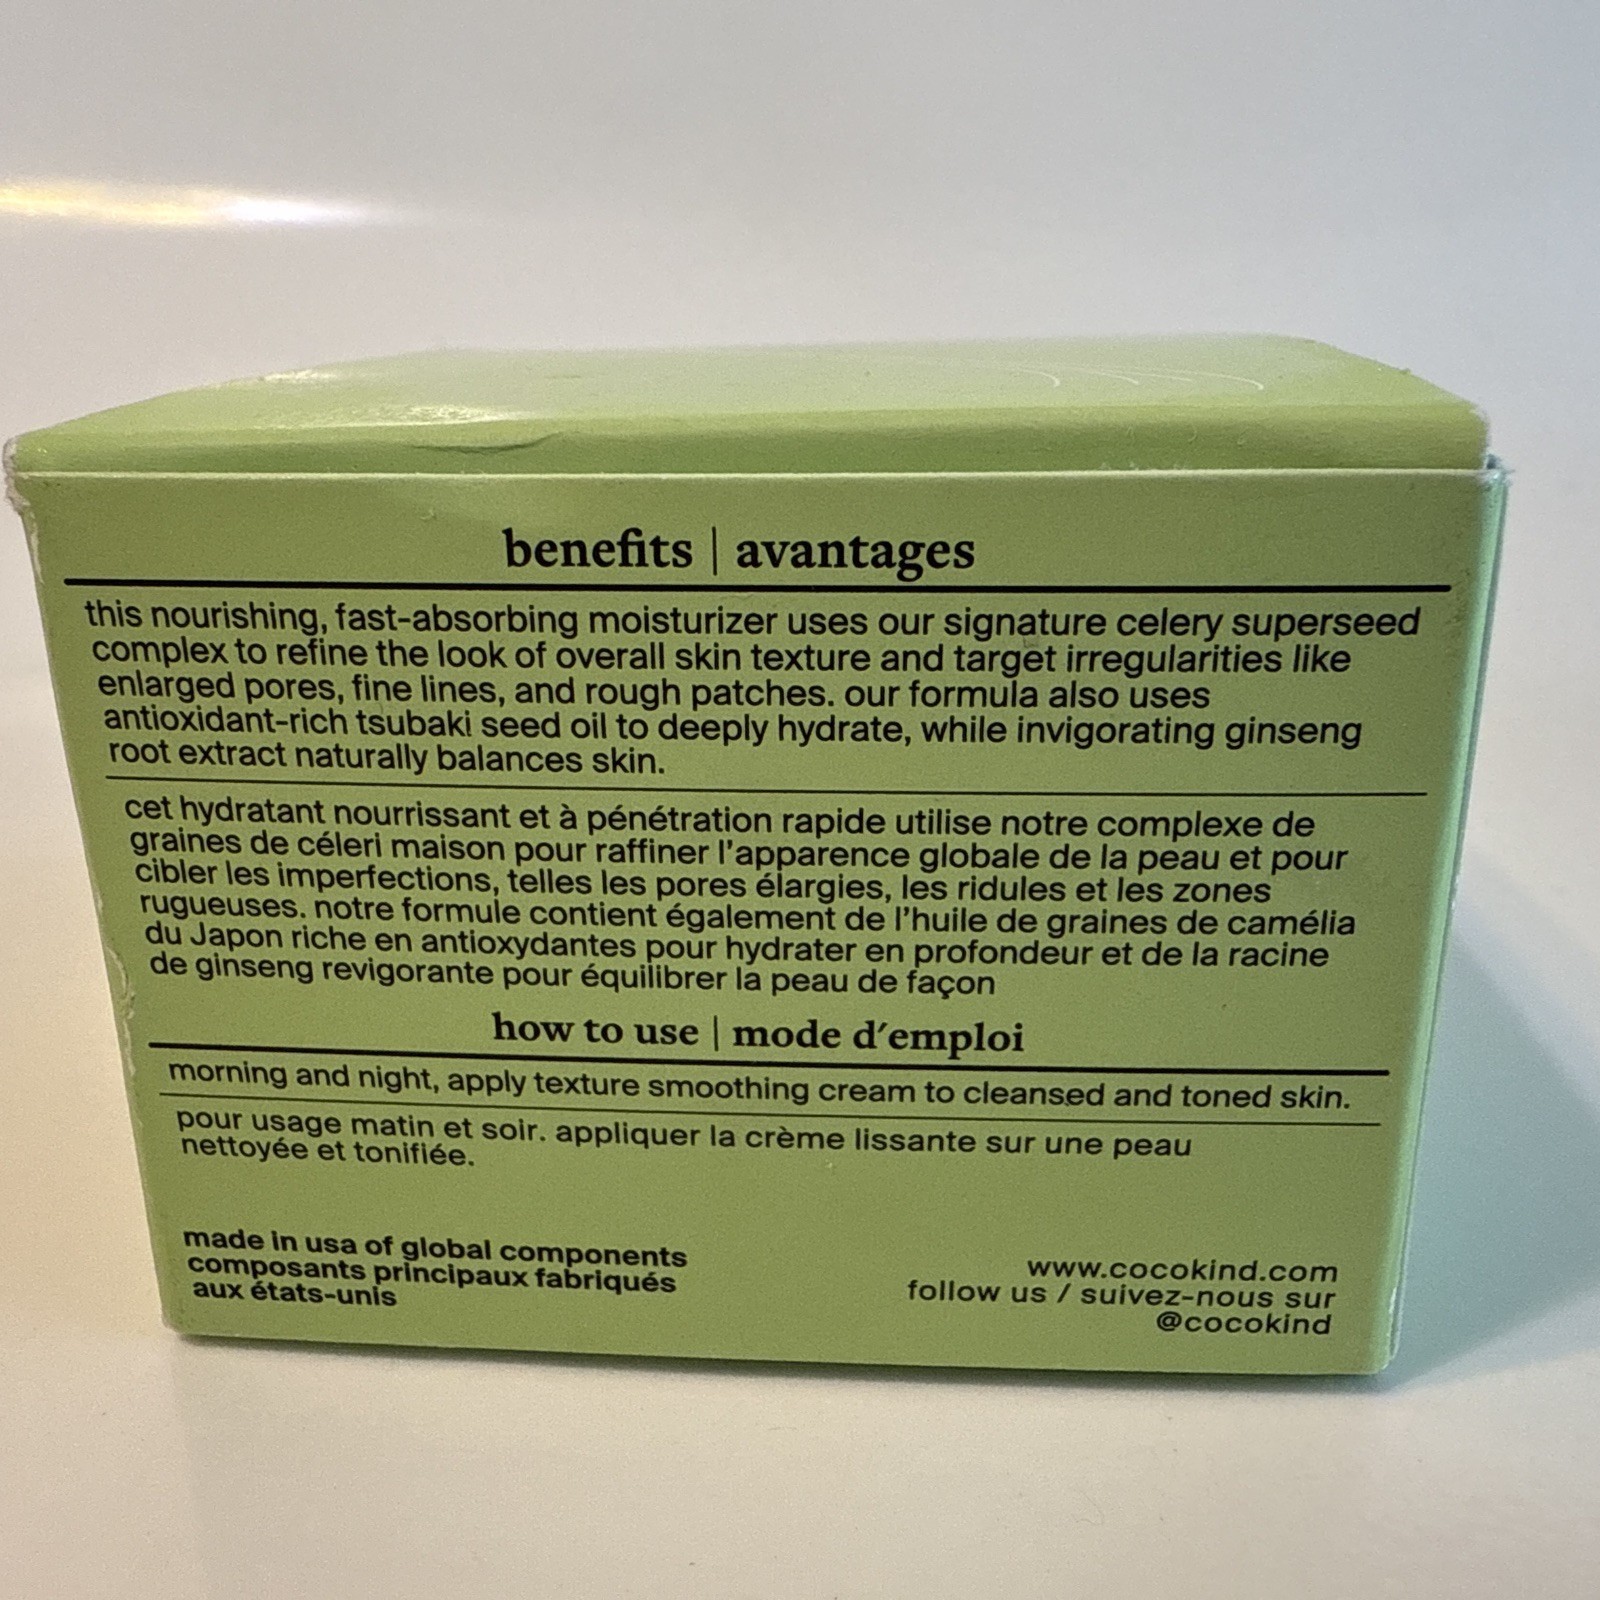 benefits | avantages
this nourishing, fast-absorbing moisturizer uses our signature celery superseed
complex to refine the look of overall skin texture and target irregularities like
enlarged pores, fine lines, and rough patches. our formula also uses
antioxidant-rich tsubaki seed oil to deeply hydrate, while invigorating ginseng
root extract naturally balances skin.
cet hydratant nourrissant et à pénétration rapide utilise notre complexe de
graines de céleri maison pour raffiner l'apparence globale de la peau et pour
cibler les imperfections, telles les pores élargies, les ridules et les zones
rugueuses. notre formule contient également de l'huile de graines de camélia
du Japon riche en antioxydantes pour hydrater en profondeur et de la racine
de ginseng revigorante pour équilibrer la peau de façon
how to use | mode d'emploi
morning and night, apply texture smoothing cream to cleansed and toned skin.
pour usage matin et soir. appliquer la crème lissante sur une peau
nettoyée et tonifiée.
made in usa of global components
composants principaux fabriqués
aux états-unis
www.cocokind.com
follow us / suivez-nous sur
@cocokind